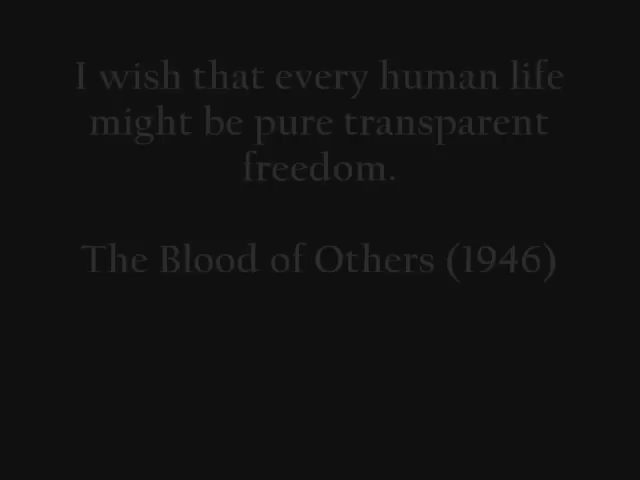 I wish that every human life
might be pure transparent
freedom.
The Blood of Others (1946)